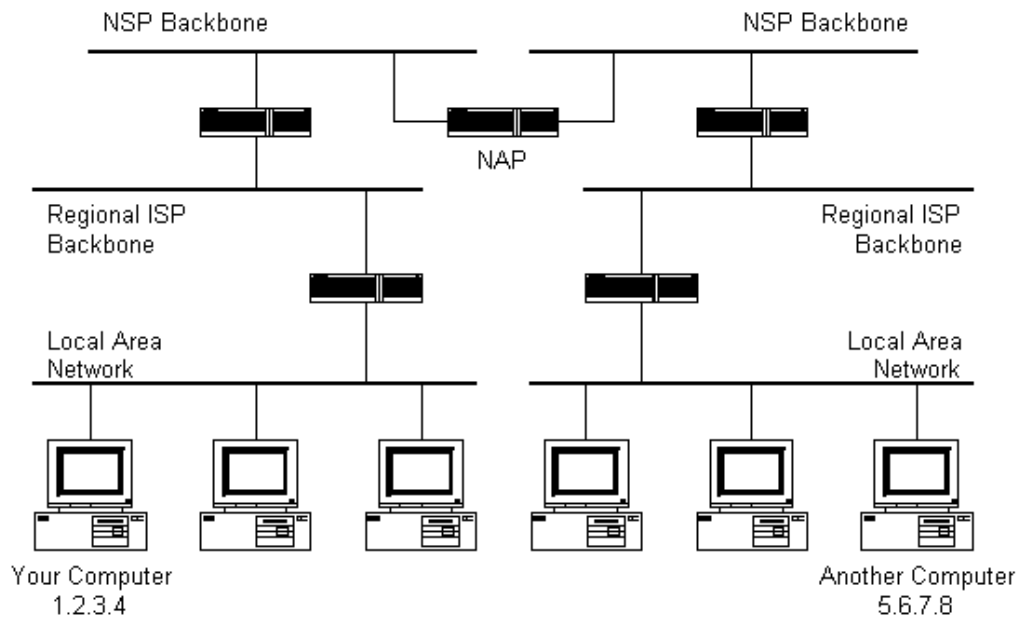 NSP Backbone
NSP Backbone
NAP
Regional ISP
Backbone
Regional ISP
Backbone
Local Area
Network
Local Area
Network
Your Computer
1.2.3.4
Another Computer
5.6.7.8